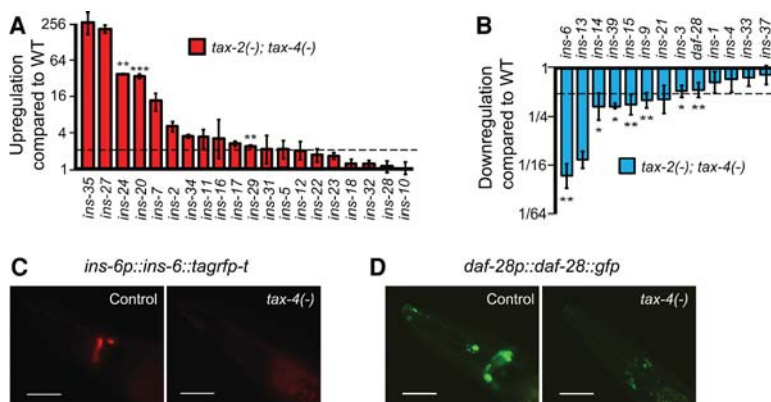 A
Upregulation
compared to WT
256
64
16
4
1
tax-2(-); tax-4(-)
**
***
**
ins-35
ins-27
ins-24
ins-20
ins-7
ins-2
ins-34
ins-11
ins-16
ins-17
ins-29
ins-31
ins-5
ins-12
ins-22
ins-23
ins-18
ins-32
ins-28
ins-10
B
ins-6
ins-13
ins-14
ins-39
ins-15
ins-9
ins-21
ins-3
daf-28
ins-1
ins-4
ins-33
ins-37
Downregulation
compared to WT
1
1/4
1/16
1/64
*
*
**
**
*
**
**
tax-2(-); tax-4(-)
C
ins-6p::ins-6::tagrfp-t
Control
tax-4(-)
D
daf-28p::daf-28::gfp
Control
tax-4(-)